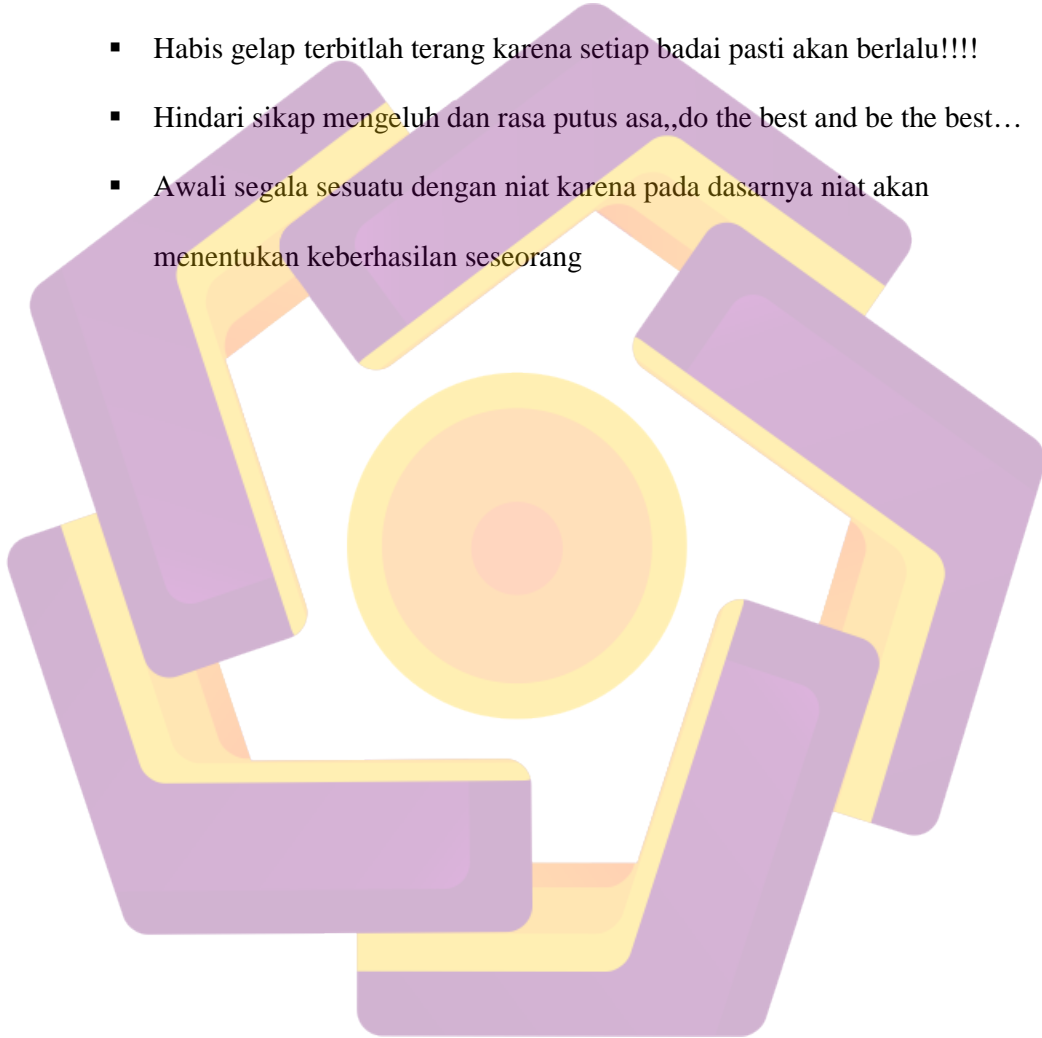 ▪ Habis gelap terbitlah terang karena setiap badai pasti akan berlalu!!!!
▪ Hindari sikap mengeluh dan rasa putus asa,,do the best and be the best…
▪ Awali segala sesuatu dengan niat karena pada dasarnya niat akan
menentukan keberhasilan seseorang